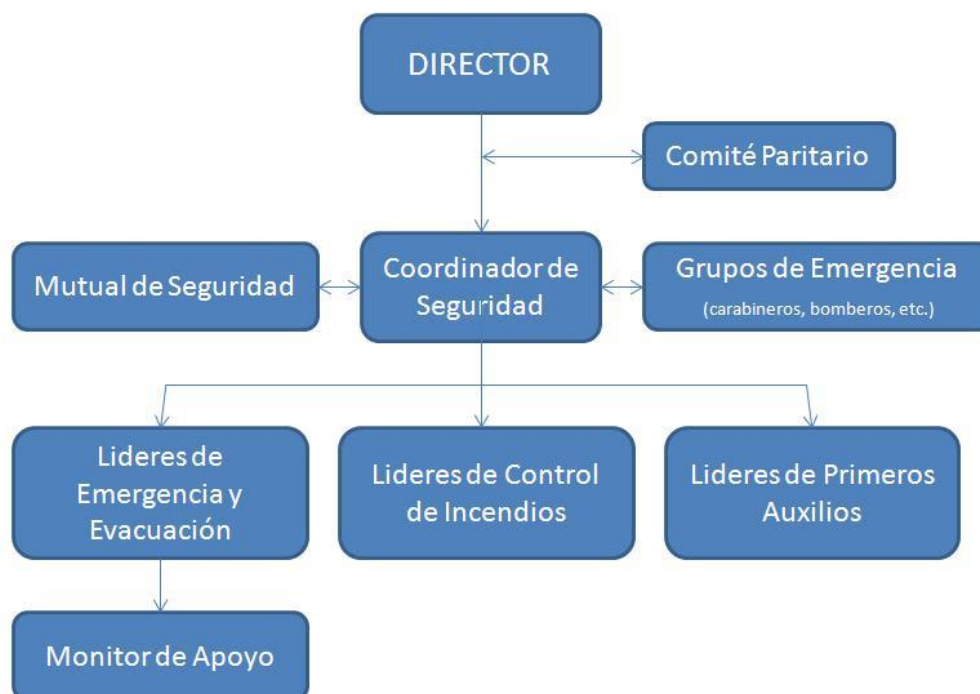 DIRECTOR
Comité Paritario
Mutual de Seguridad
Coordinador de
Seguridad
Grupos de Emergencia
(carabineros, bomberos, etc.)
Lideres de
Emergencia y
Evacuación
Lideres de Control
de Incendios
Lideres de Primeros
Auxilios
Monitor de Apoyo